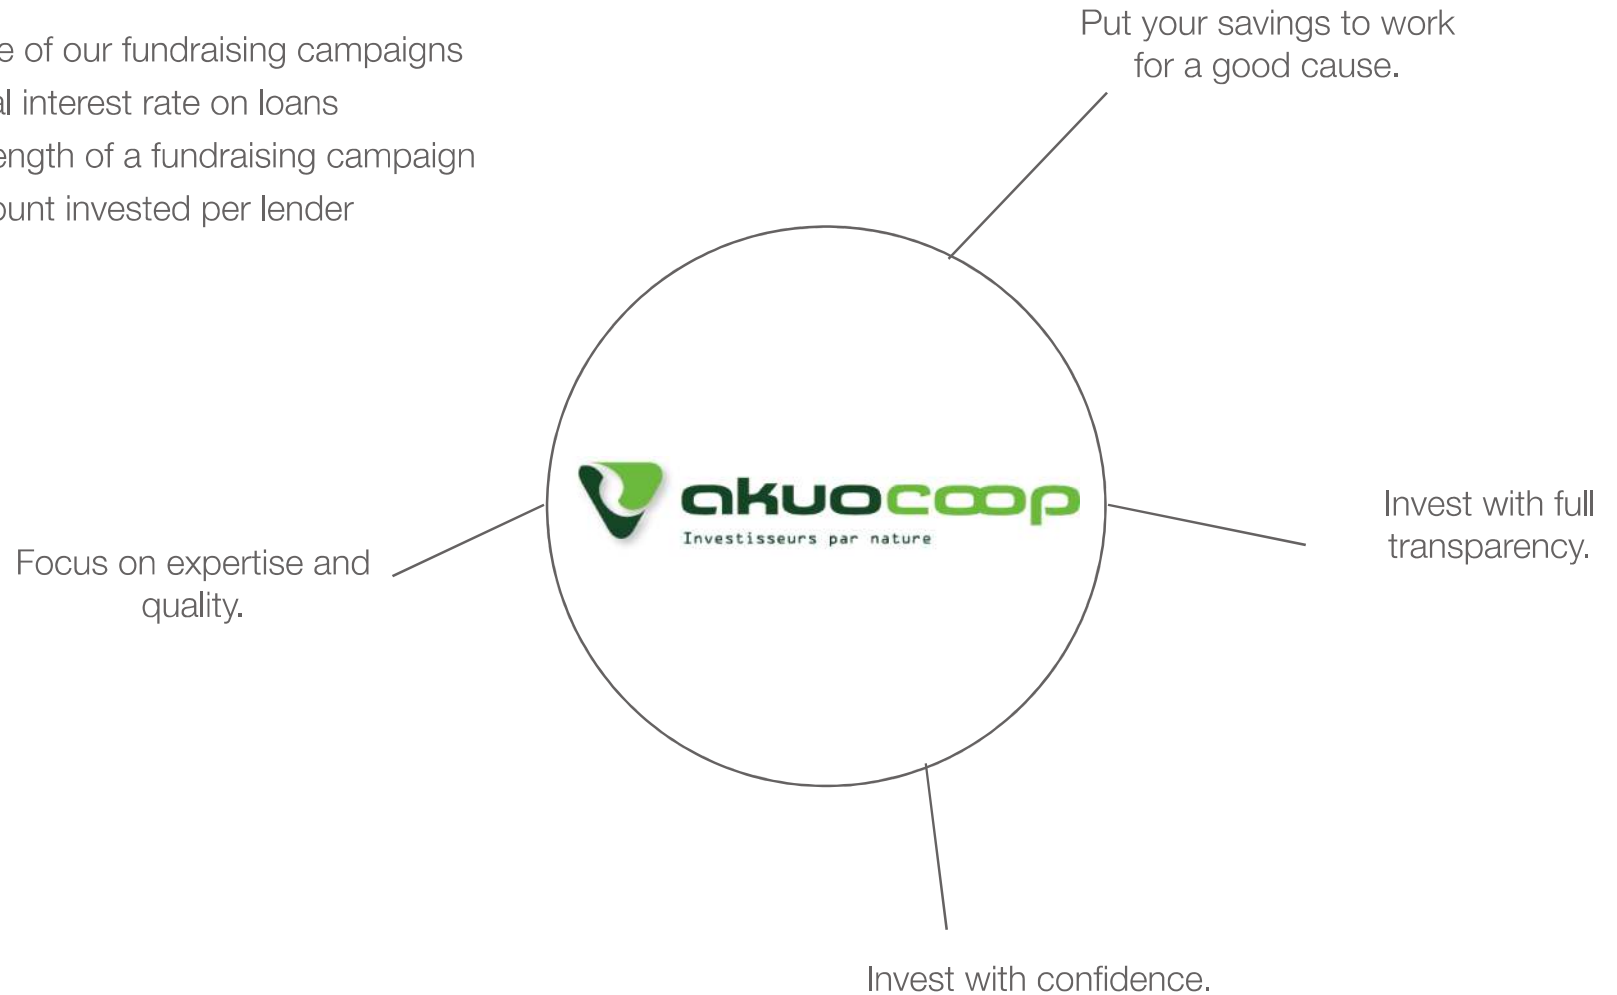 e of our fundraising campaigns
al interest rate on loans
ength of a fundraising campaign
ount invested per lender
Put your savings to work
for a good cause.
akuocoop
Investisseurs par nature
Invest with full
transparency.
Focus on expertise and
quality.
Invest with confidence.